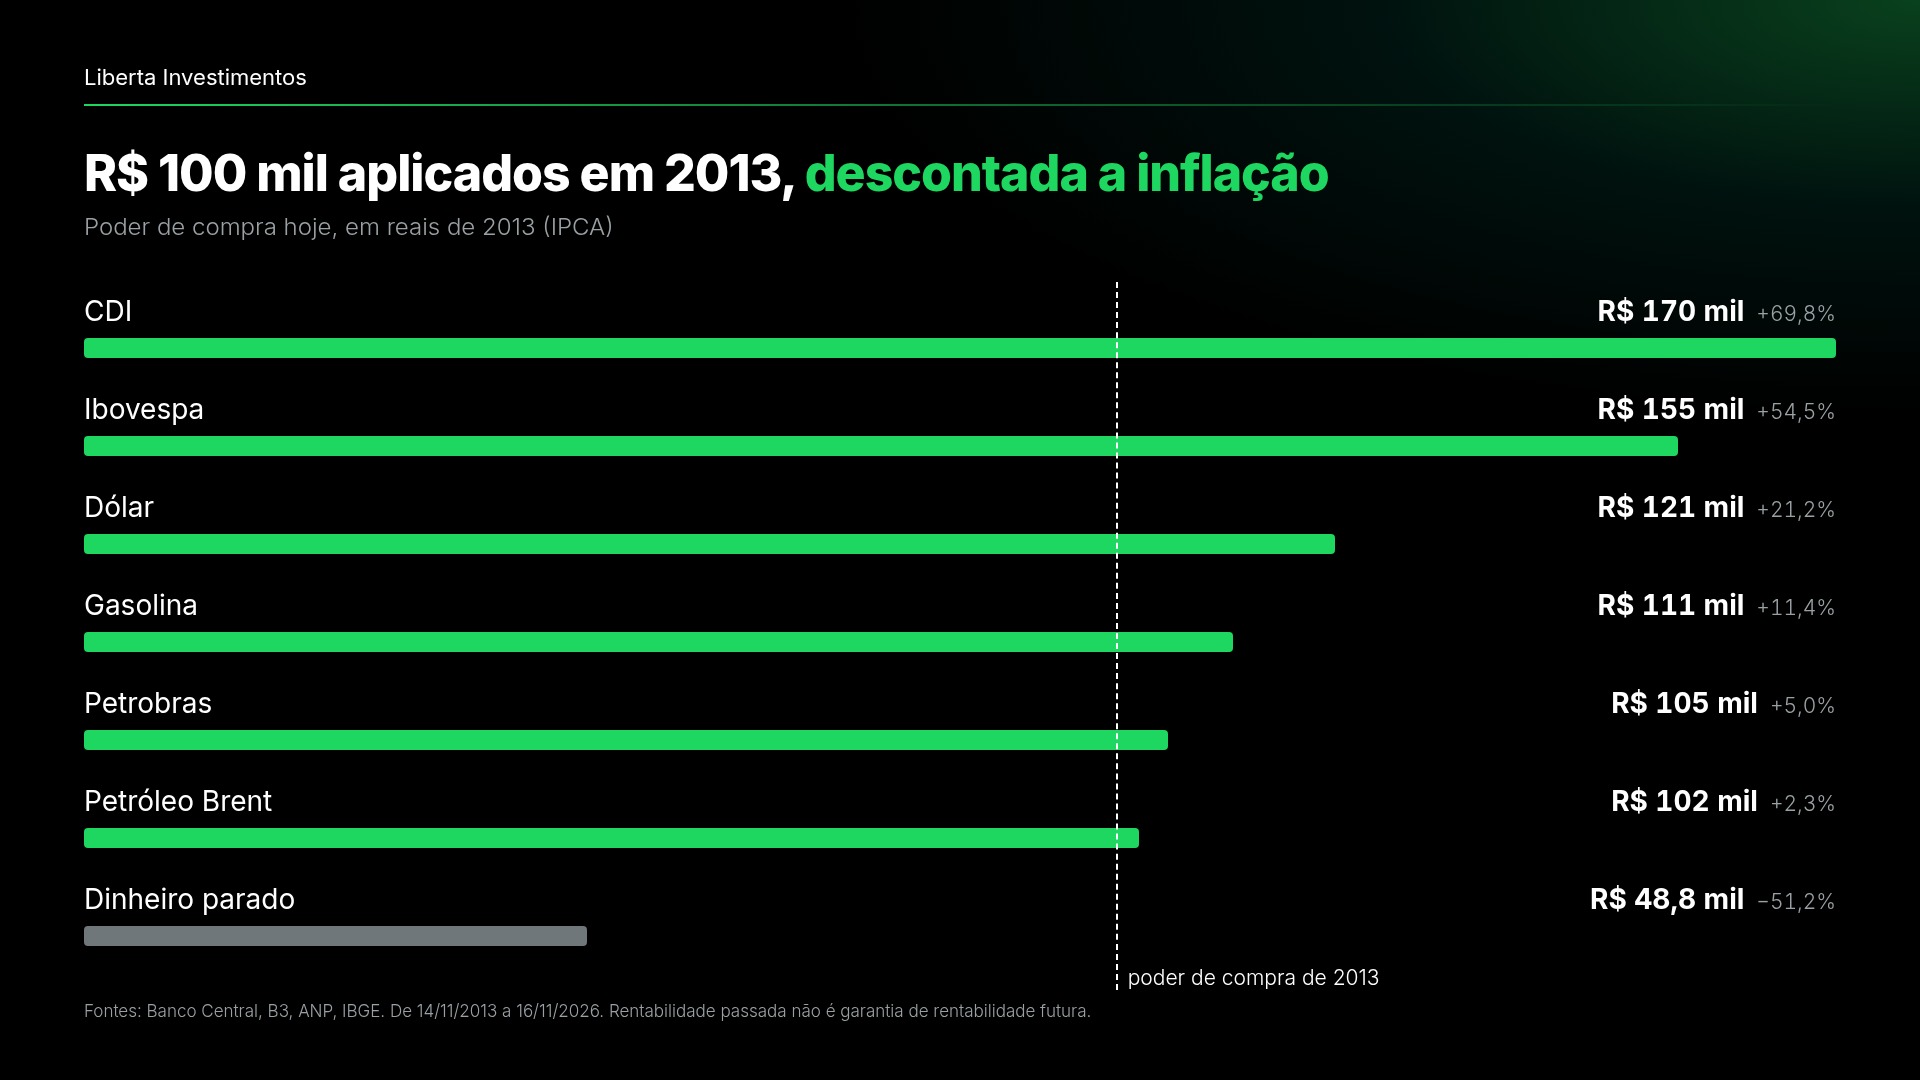 Liberta Investimentos
R$ 100 mil aplicados em 2013, descontada a inflação
Poder de compra hoje, em reais de 2013 (IPCA)
CDI R$ 170 mil +69,8%
Ibovespa R$ 155 mil +54,5%
Dólar R$ 121 mil +21,2%
Gasolina R$ 111 mil +11,4%
Petrobras R$ 105 mil +5,0%
Petróleo Brent R$ 102 mil +2,3%
Dinheiro parado R$ 48,8 mil −51,2%
poder de compra de 2013
Fontes: Banco Central, B3, ANP, IBGE. De 14/11/2013 a 16/11/2026. Rentabilidade passada não é garantia de rentabilidade futura.